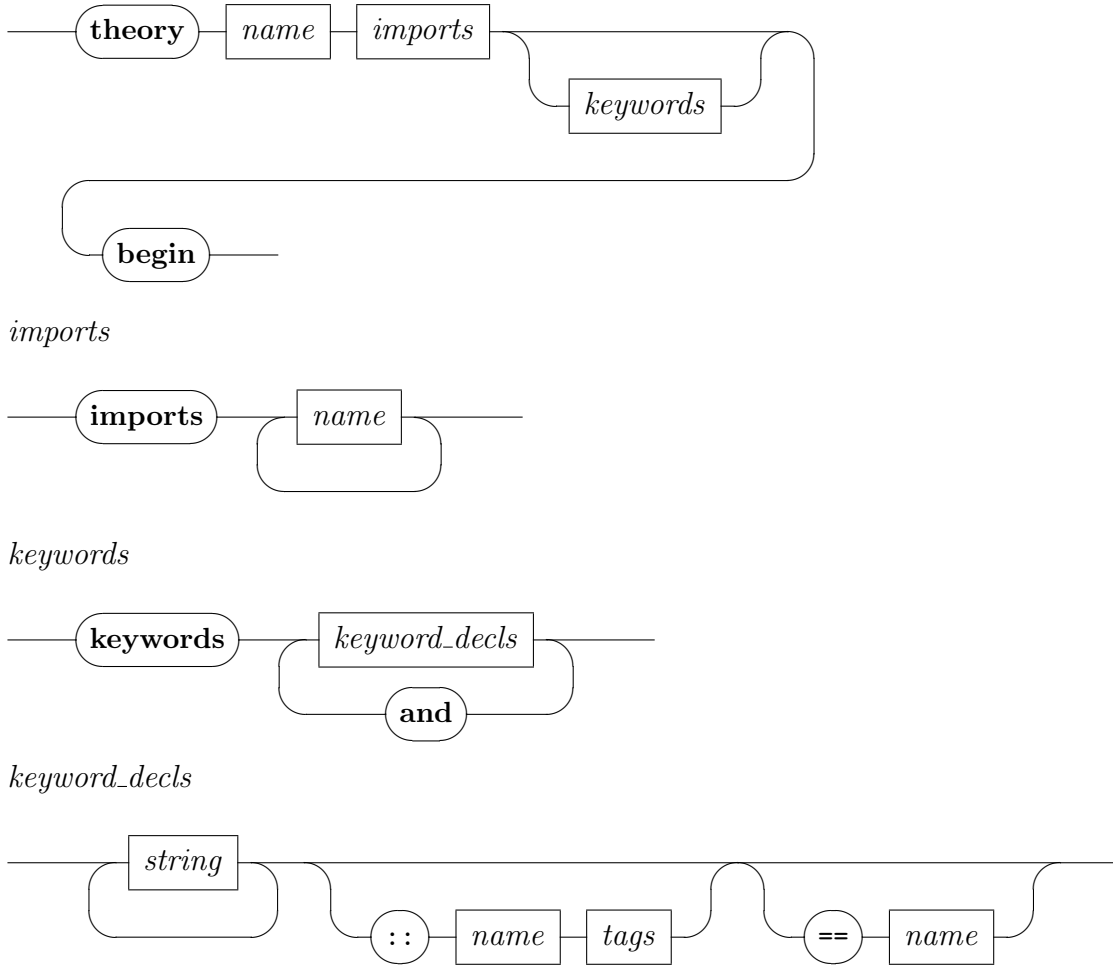 theory name imports
keywords
begin
imports
imports name
keywords
keywords keyword_decls
and
keyword_decls
string
:: name tags == name